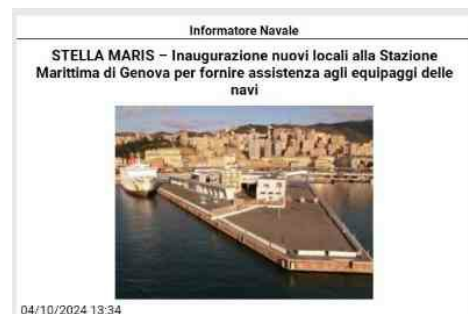 Informatore Navale
STELLA MARIS – Inaugurazione nuovi locali alla Stazione
Marittima di Genova per fornire assistenza agli equipaggi delle
navi
04/10/2024 13:34